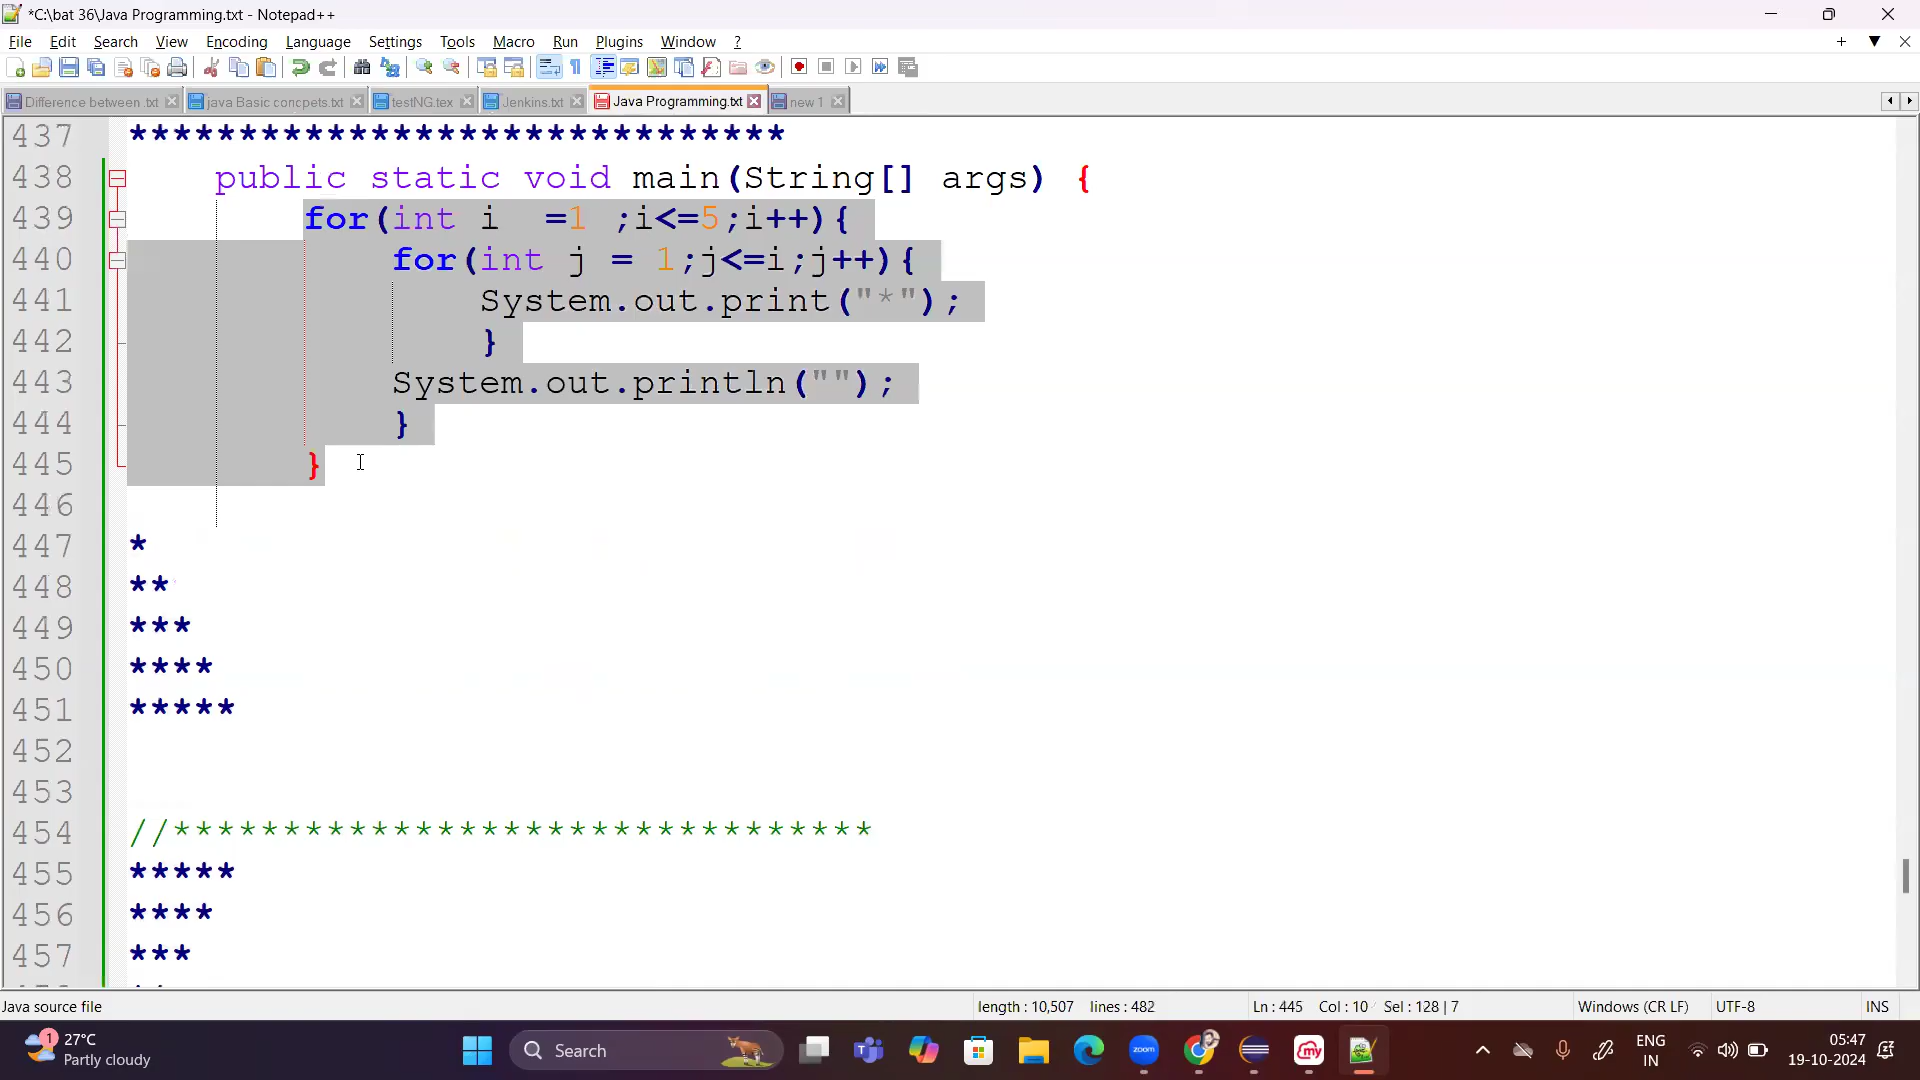 *C:\bat 36\Java Programming.txt - Notepad++
File Edit Search View Encoding Language Settings Tools Macro Run Plugins Window ?
Difference between .txt java Basic concpets.txt testNG.tex Jenkins.txt Java Programming.txt new 1
437 ******************************
438 public static void main(String[] args) {
439 for(int i  =1 ;i<=5;i++){
440 for(int j = 1;j<=i;j++){
441 System.out.print("*");
442 }
443 System.out.println("");
444 }
445 }
446
447 *
448 **
449 ***
450 ****
451 *****
452
453
454 //********************************
455 *****
456 ****
457 ***
Java source file length : 10,507 lines : 482 Ln : 445 Col : 10 Sel : 128 | 7 Windows (CR LF) UTF-8 INS
1 27°C
Partly cloudy
Search
zoom
my
ENG
IN
05:47
19-10-2024